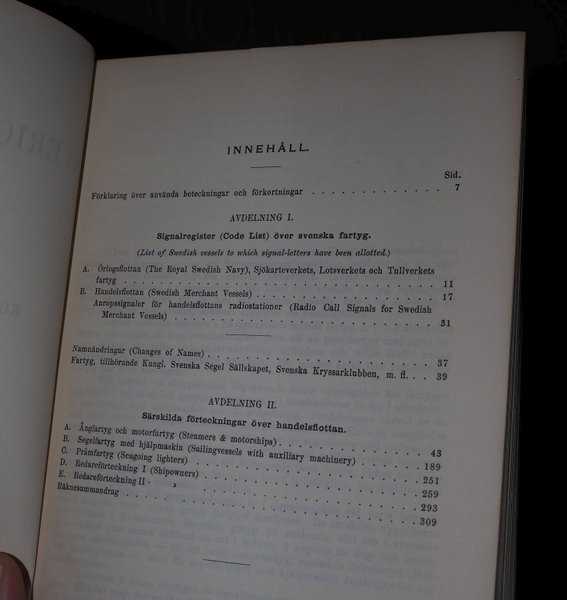 INNEHÅLL.
Sid.
Förklaring över använda beteckningar och förkortningar . . . . . . . . . . . . 7
AVDELNING I.
Signalregister (Code List) över svenska fartyg.
(List of Swedish vessels to which signal-letters have been allotted.)
A. Örlogsflottan (The Royal Swedish Navy), Sjökarteverkets, Lotsverkets och Tullverkets
fartyg . . . . . . . . . . . . 11
B. Handelsflottan (Swedish Merchant Vessels) . . . . . . . . . . . . 17
Anropssignaler för handelsflottans radiostationer (Radio Call Signals for Swedish
Merchant Vessels) . . . . . . . . . . . . 31
Namnändringar (Changes of Names) . . . . . . . . . . . . 37
Fartyg, tillhörande Kungl. Svenska Segel Sällskapet, Svenska Kryssarklubben, m. fl. . . 39
AVDELNING II.
Särskilda förteckningar över handelsflottan.
A. Ångfartyg och motorfartyg (Steamers & motorships) . . . . . . . . . . . . 43
B. Segelfartyg med hjälpmaskin (Sailingvessels with auxiliary machinery) . . . . . . . . 189
C. Pråmfartyg (Seagoing lighters) . . . . . . . . . . . . 251
D. Redareförteckning I (Shipowners) . . . . . . . . . . . . 259
E. Redareförteckning II . . . . . . . . . . . . 293
Räknesammandrag . . . . . . . . . . . . 309